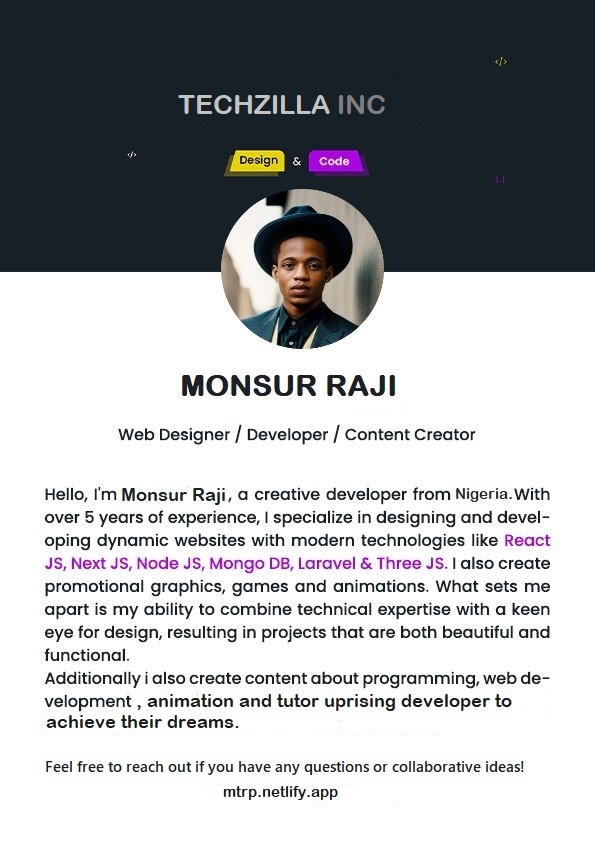 </>
TECHZILLA INC
</>
Design & Code
{..}
MONSUR RAJI
Web Designer / Developer / Content Creator
Hello, I'm Monsur Raji, a creative developer from Nigeria.With
over 5 years of experience, I specialize in designing and devel-
oping dynamic websites with modern technologies like React
JS, Next JS, Node JS, Mongo DB, Laravel & Three JS. I also create
promotional graphics, games and animations. What sets me
apart is my ability to combine technical expertise with a keen
eye for design, resulting in projects that are both beautiful and
functional.
Additionally i also create content about programming, web de-
velopment , animation and tutor uprising developer to
achieve their dreams.
Feel free to reach out if you have any questions or collaborative ideas!
mtrp.netlify.app